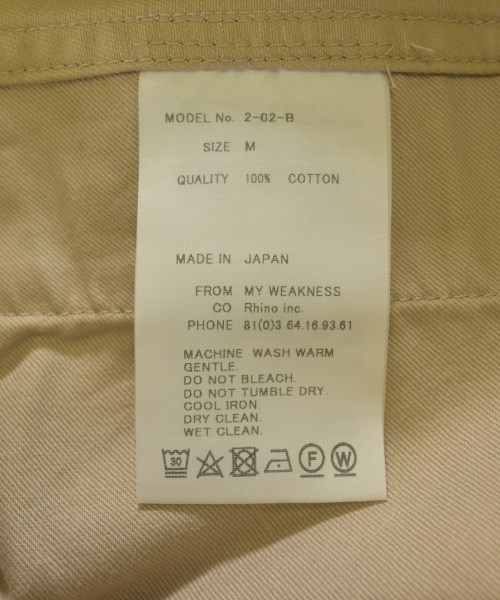 MODEL No. 2-02-B
SIZE M
QUALITY 100% COTTON
MADE IN JAPAN
FROM MY WEAKNESS
CO Rhino inc.
PHONE 81(0)3 64.16.93.61
MACHINE WASH WARM
GENTLE.
DO NOT BLEACH.
DO NOT TUMBLE DRY.
COOL IRON.
DRY CLEAN.
WET CLEAN.
30 F W